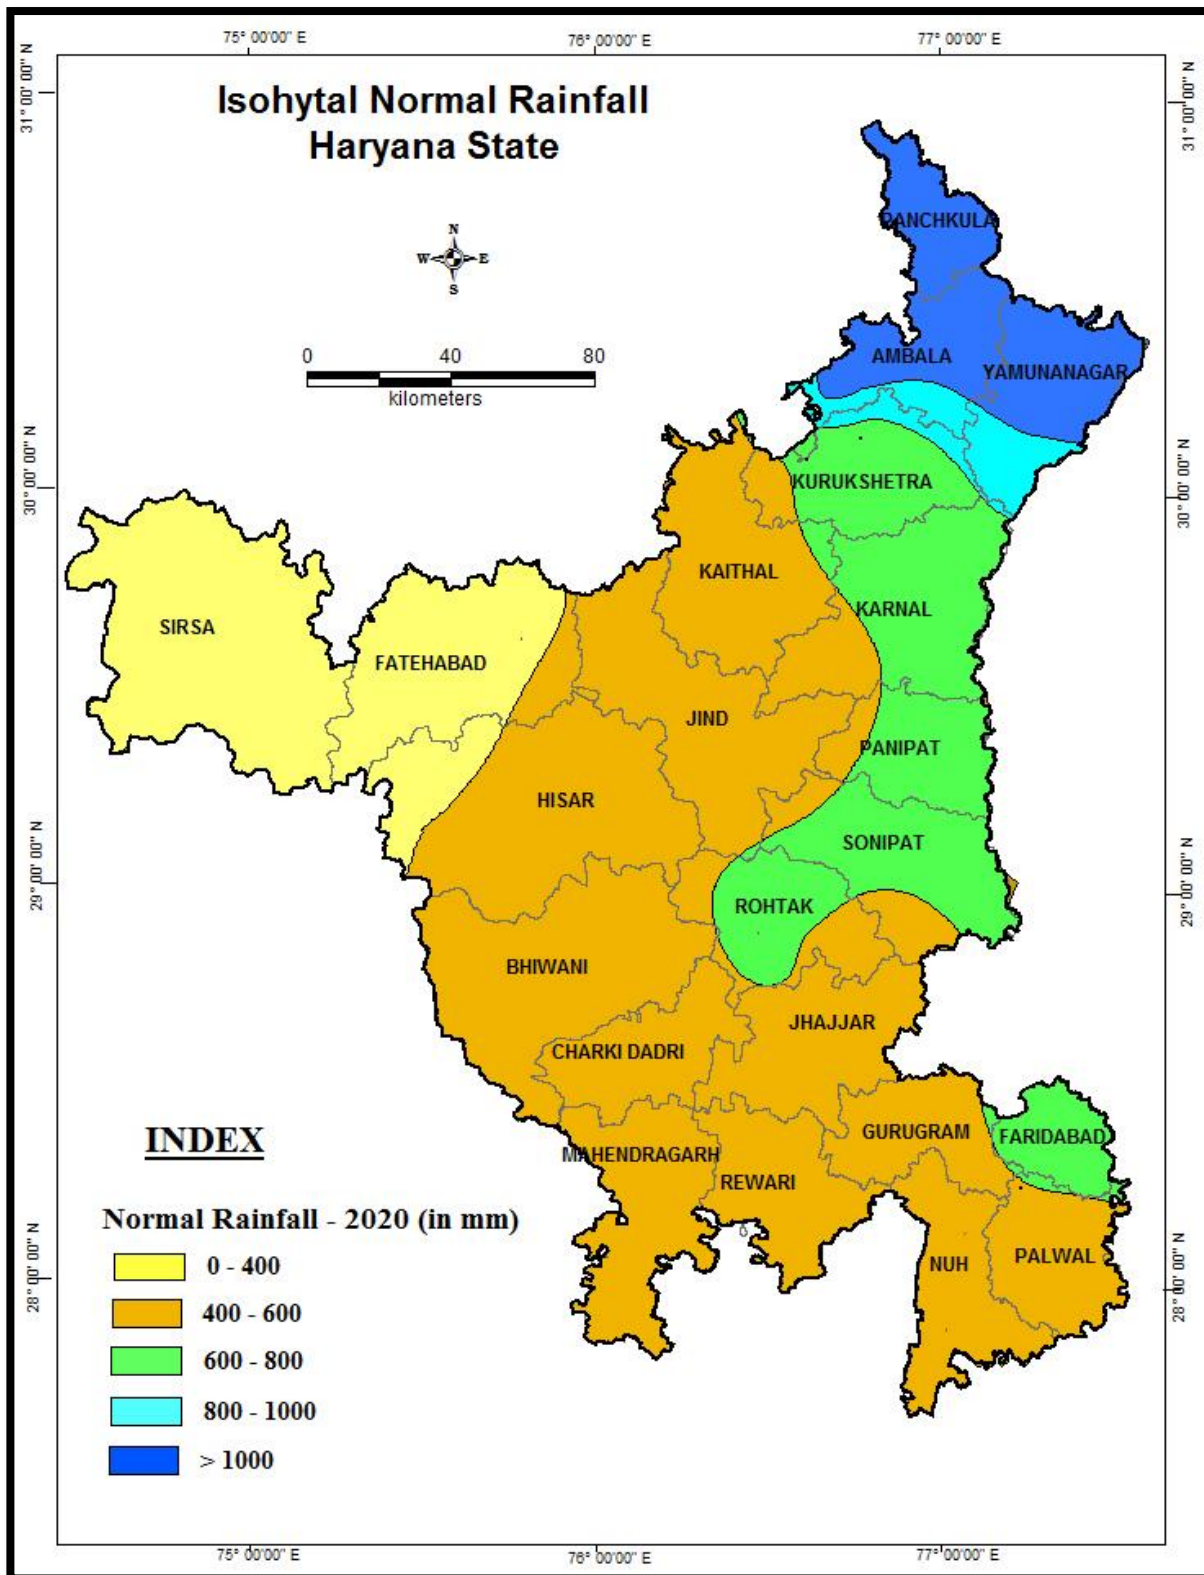 75° 00'00" E
76° 00'00" E
77° 00'00" E
31° 00' 00" N
31° 00'00" N
Isohytal Normal Rainfall
Haryana State
N
W
E
S
0
40
80
kilometers
PANCHKULA
AMBALA
YAMUNANAGAR
30° 00' 00" N
30° 00' 00" N
KURUKSHETRA
KAITHAL
KARNAL
SIRSA
FATEHABAD
JIND
PANIPAT
HISAR
SONIPAT
29° 00' 00" N
29° 00' 00" N
ROHTAK
BHIWANI
JHAJJAR
CHARKI DADRI
GURUGRAM
FARIDABAD
MAHENDRAGARH
REWARI
NUH
PALWAL
28° 00' 00" N
28° 00' 00" N
INDEX
Normal Rainfall - 2020 (in mm)
0 - 400
400 - 600
600 - 800
800 - 1000
> 1000
75° 00'00" E
76° 00'00" E
77° 00'00" E